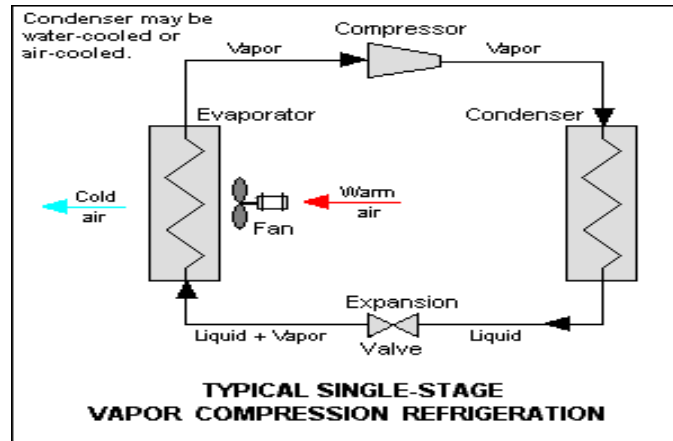 Condenser may be
water-cooled or
air-cooled.
Compressor
Vapor
Vapor
Evaporator
Condenser
Cold
air
Warm
air
Fan
Expansion
Valve
Liquid + Vapor
Liquid
TYPICAL SINGLE-STAGE
VAPOR COMPRESSION REFRIGERATION